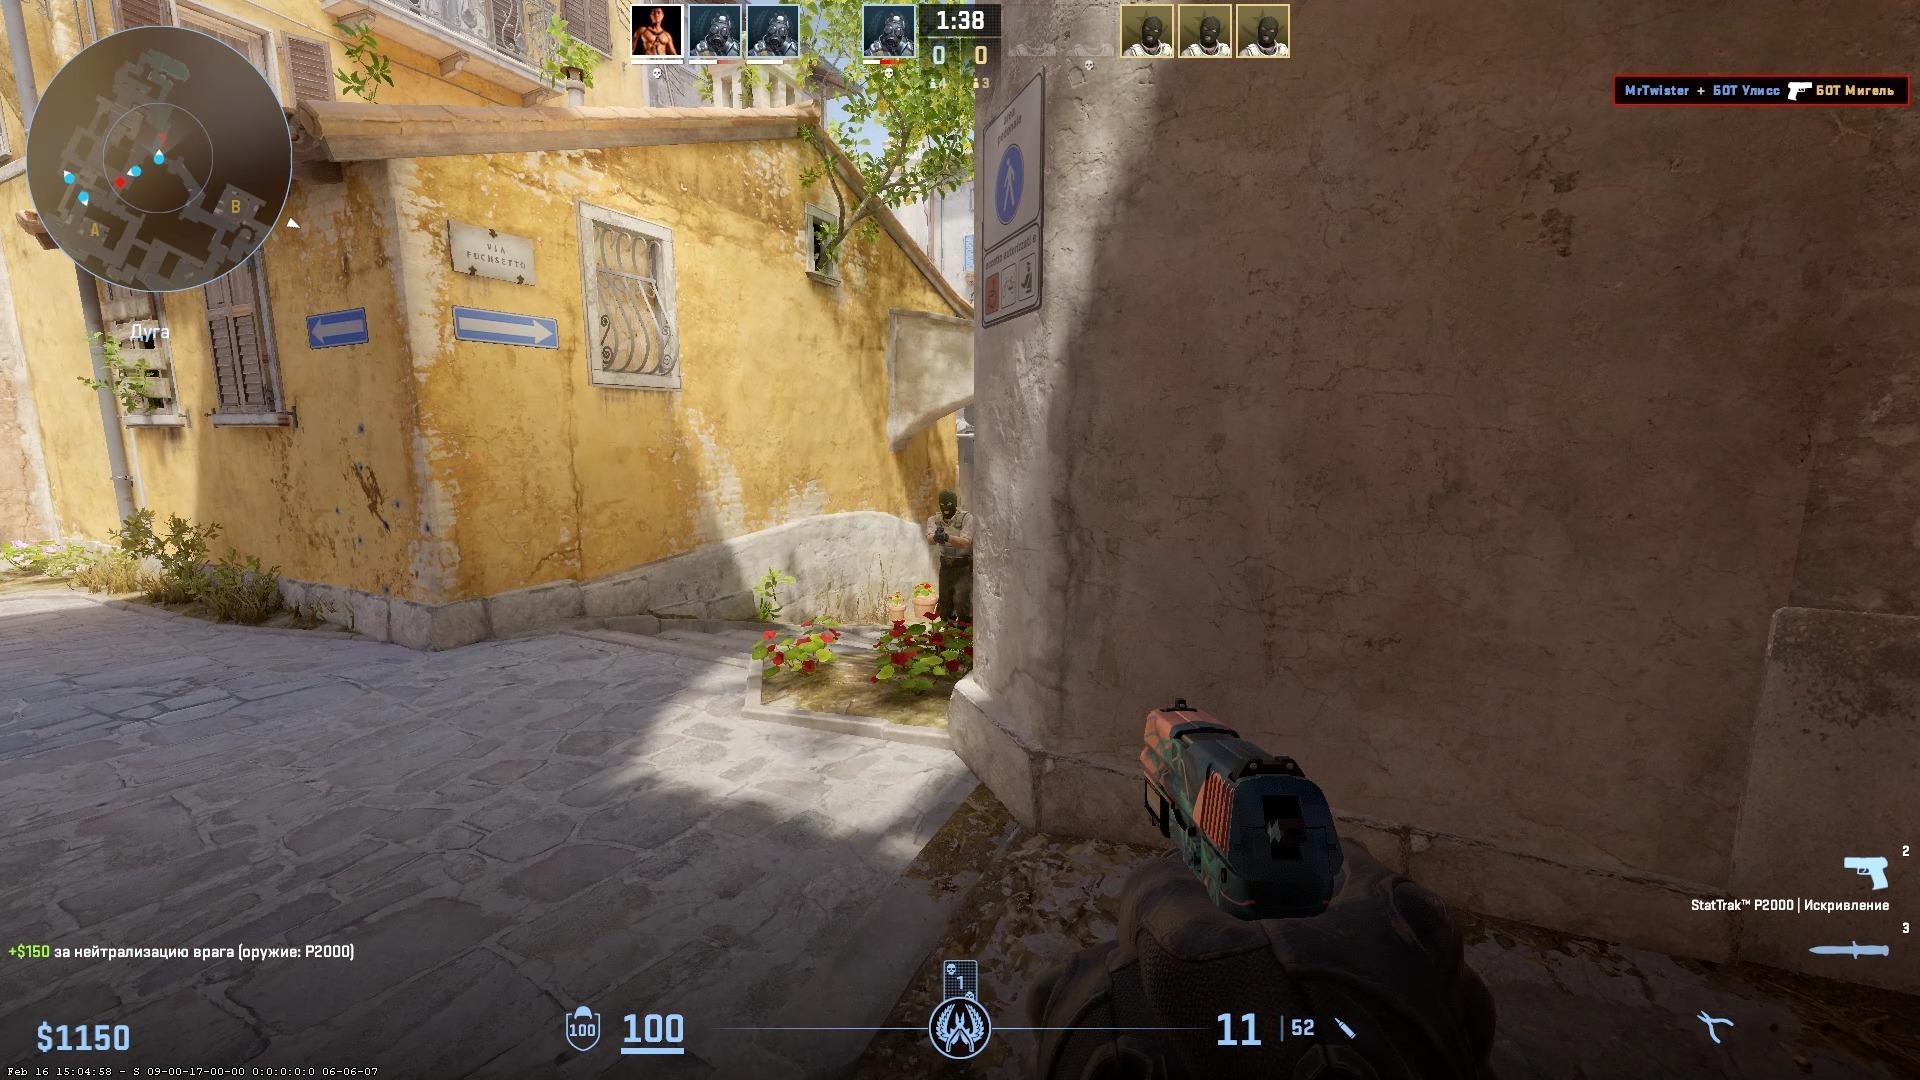 1:38
0 0
3
MrTwister + БОТ Улисс БОТ Мигель
B
A
VIA
FUCHSETTO
Дуга
2
StatTrak™ P2000 | Искривление
3
+$150 за нейтрализацию врага (оружие: P2000)
1
$1150
100
100
11 | 52
Feb 16 15:04:58 - S 09-00-17-00-00 0:0:0:0:0 06-06-07